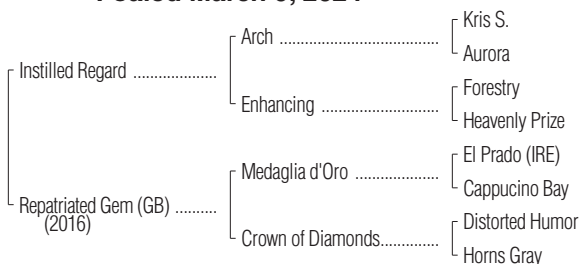 Foaled March 6, 2024
Kris S.
Arch
Aurora
Instilled Regard
Forestry
Enhancing
Heavenly Prize
El Prado (IRE)
Medaglia d'Oro
Cappucino Bay
Repatriated Gem (GB)
(2016)
Distorted Humor
Crown of Diamonds
Horns Gray